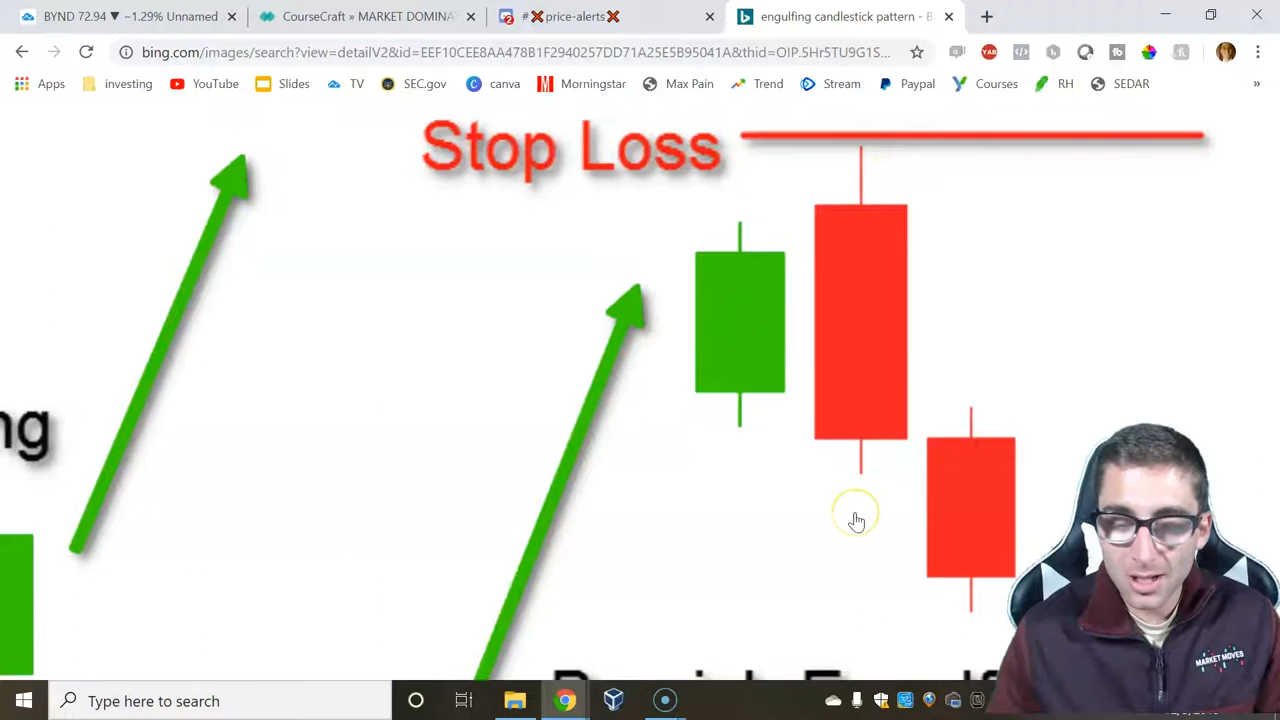 BYND 72.94 ▼ −1.29% Unnamed
CourseCraft » MARKET DOMINA
#❌price-alerts❌
engulfing candlestick pattern - B
bing.com/images/search?view=detailV2&id=EEF10CEE8AA478B1F2940257DD71A25E5B95041A&thid=OIP.5Hr5TU9G1S...
Apps
investing
YouTube
Slides
TV
SEC.gov
canva
Morningstar
Max Pain
Trend
Stream
Paypal
Courses
RH
SEDAR
»
Stop Loss
ng
MARKET MOVES
Type here to search